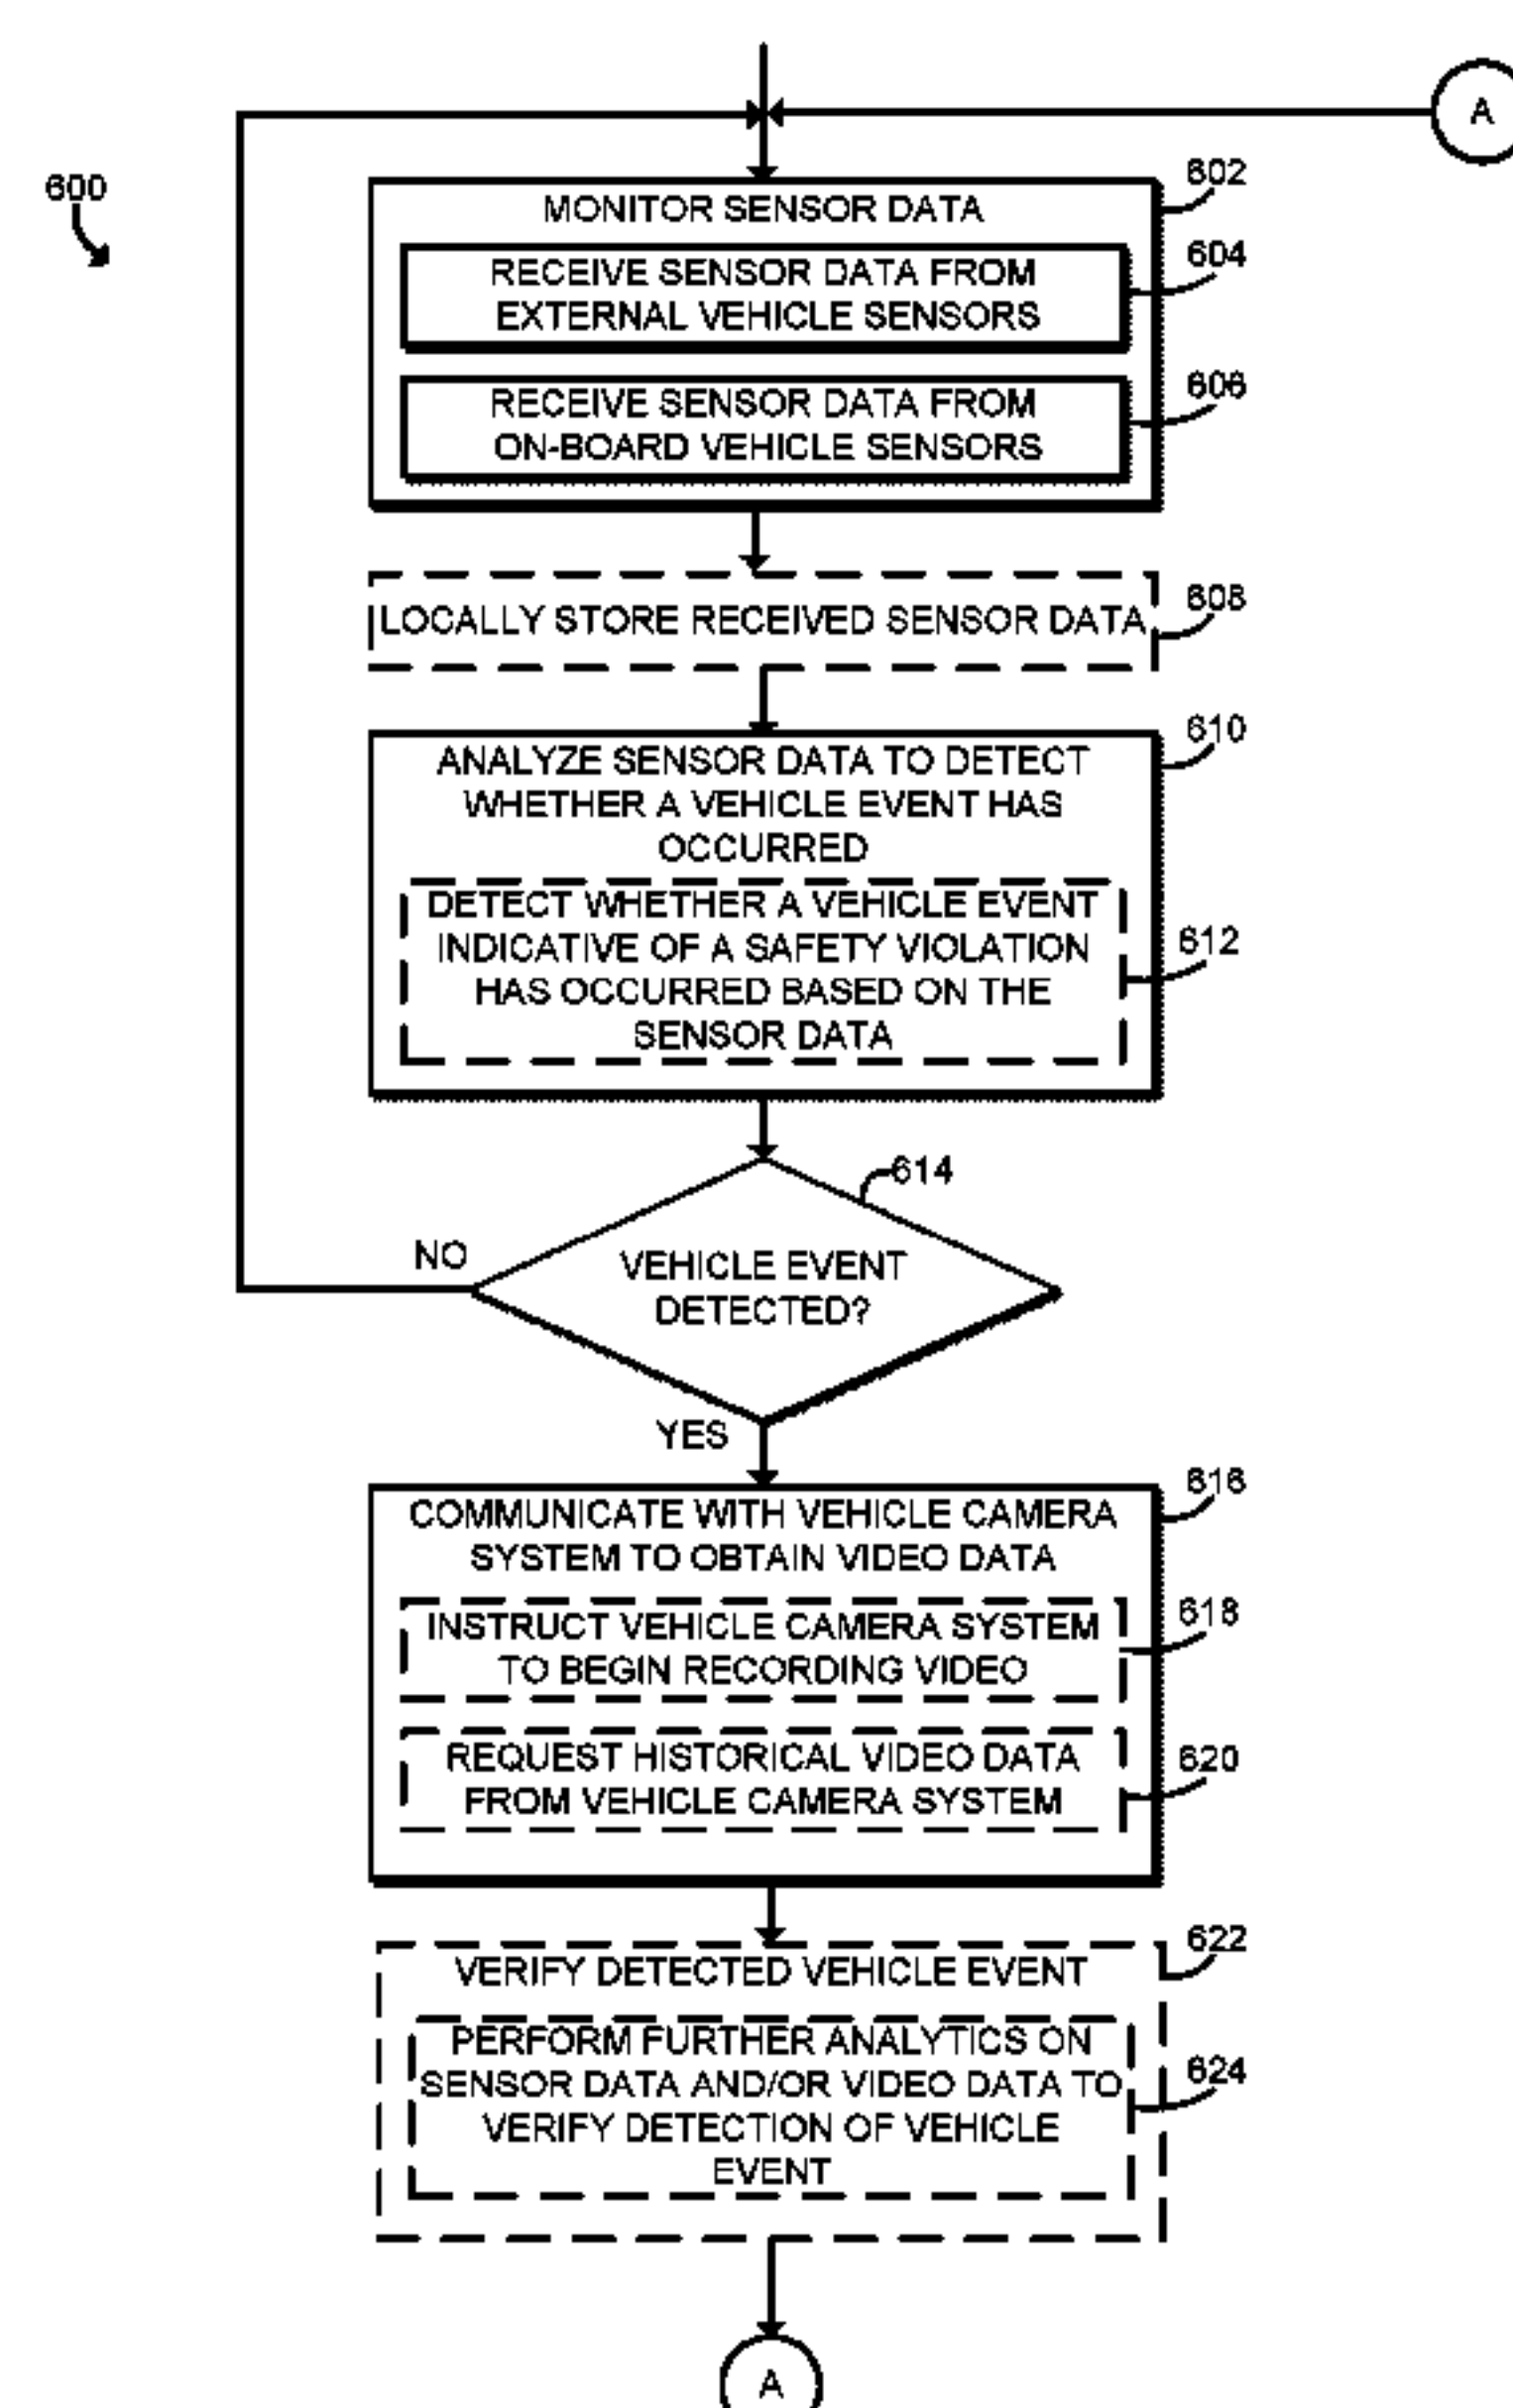 A
600
602
MONITOR SENSOR DATA
604
RECEIVE SENSOR DATA FROM
EXTERNAL VEHICLE SENSORS
606
RECEIVE SENSOR DATA FROM
ON-BOARD VEHICLE SENSORS
608
LOCALLY STORE RECEIVED SENSOR DATA
610
ANALYZE SENSOR DATA TO DETECT
WHETHER A VEHICLE EVENT HAS
OCCURRED
DETECT WHETHER A VEHICLE EVENT
612
INDICATIVE OF A SAFETY VIOLATION
HAS OCCURRED BASED ON THE
SENSOR DATA
614
NO
VEHICLE EVENT
DETECTED?
YES
616
COMMUNICATE WITH VEHICLE CAMERA
SYSTEM TO OBTAIN VIDEO DATA
618
INSTRUCT VEHICLE CAMERA SYSTEM
TO BEGIN RECORDING VIDEO
620
REQUEST HISTORICAL VIDEO DATA
FROM VEHICLE CAMERA SYSTEM
622
VERIFY DETECTED VEHICLE EVENT
PERFORM FURTHER ANALYTICS ON
624
SENSOR DATA AND/OR VIDEO DATA TO
VERIFY DETECTION OF VEHICLE
EVENT
A